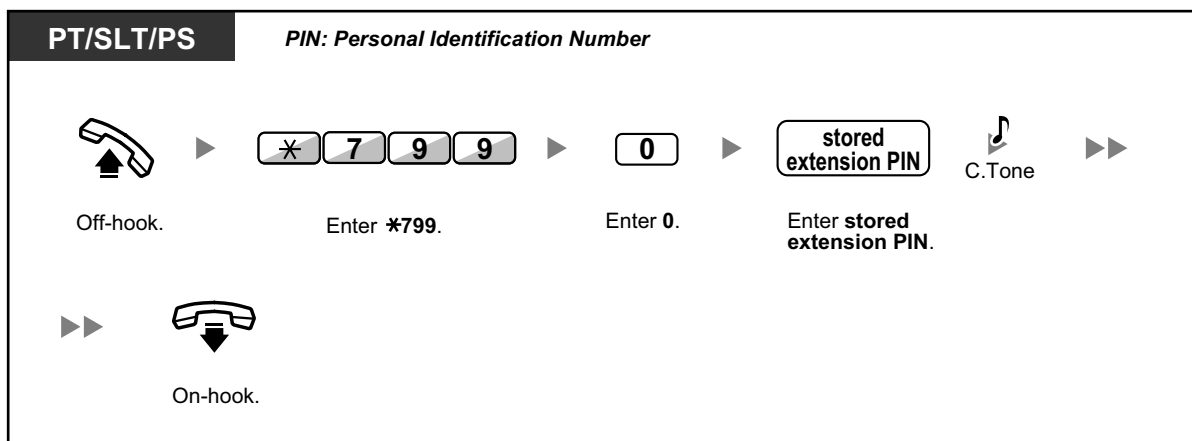 PT/SLT/PS
PIN: Personal Identification Number
* 7 9 9
0
stored
extension PIN
C.Tone
Off-hook.
Enter *799.
Enter 0.
Enter stored
extension PIN.
On-hook.